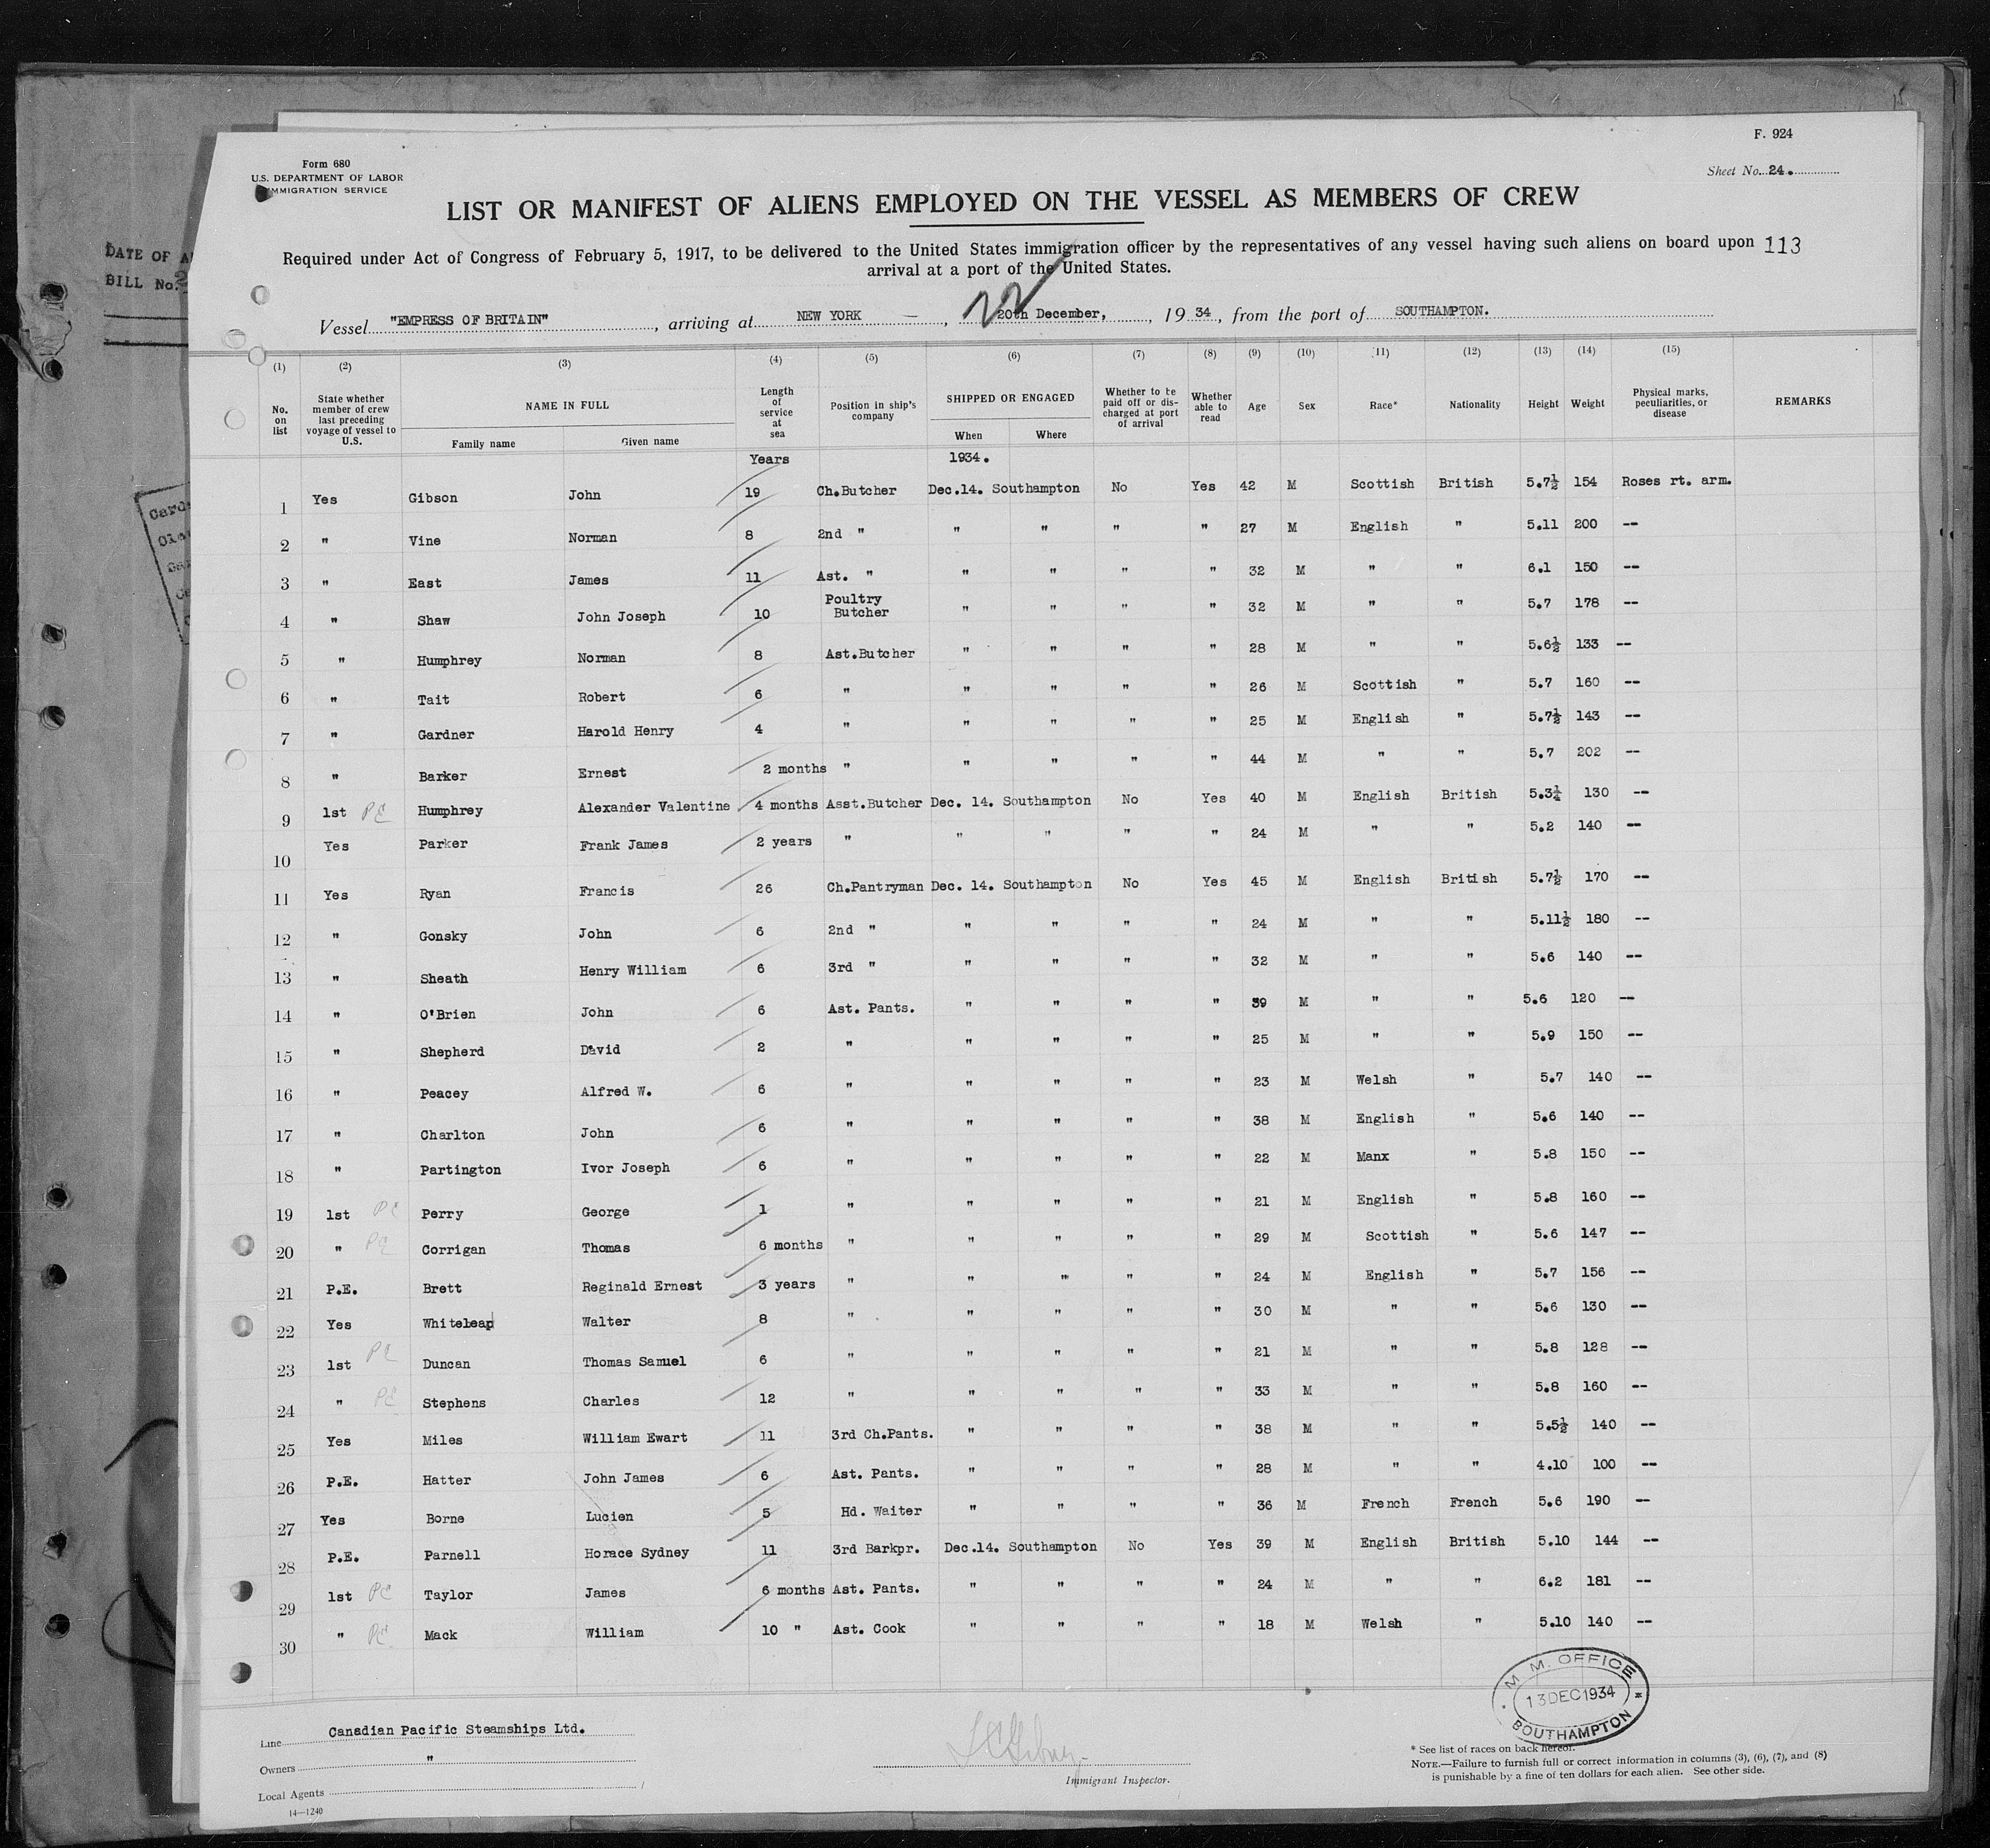 F. 924
Form 680
U.S. DEPARTMENT OF LABOR
IMMIGRATION SERVICE
Sheet No. 24.
LIST OR MANIFEST OF ALIENS EMPLOYED ON THE VESSEL AS MEMBERS OF CREW
Required under Act of Congress of February 5, 1917, to be delivered to the United States immigration officer by the representatives of any vessel having such aliens on board upon 113
arrival at a port of the United States.
DATE OF A
BILL No. 2
22
Vessel "EMPRESS OF BRITAIN", arriving at NEW YORK —, 20th December, , 19 34, from the port of SOUTHAMPTON.
(1) (2) (3) (4) (5) (6) (7) (8) (9) (10) (11) (12) (13) (14) (15)
No. on list State whether member of crew last preceding voyage of vessel to U.S. NAME IN FULL Family name Given name Length of service at sea Position in ship's company SHIPPED OR ENGAGED When Where Whether to be paid off or discharged at port of arrival Whether able to read Age Sex Race* Nationality Height Weight Physical marks, peculiarities, or disease REMARKS
Years 1934.
1 Yes Gibson John 19 Ch.Butcher Dec.14. Southampton No Yes 42 M Scottish British 5.7½ 154 Roses rt. arm.
2 " Vine Norman 8 2nd " " " " " 27 M English " 5.11 200 --
3 " East James 11 Ast. " " " " " 32 M " " 6.1 150 --
4 " Shaw John Joseph 10 Poultry Butcher " " " " 32 M " " 5.7 178 --
5 " Humphrey Norman 8 Ast.Butcher " " " " 28 M " " 5.6½ 133 --
6 " Tait Robert 6 " " " " " 26 M Scottish " 5.7 160 --
7 " Gardner Harold Henry 4 " " " " " 25 M English " 5.7½ 143 --
8 " Barker Ernest 2 months " " " " " 44 M " " 5.7 202 --
9 1st PE Humphrey Alexander Valentine 4 months Asst.Butcher Dec. 14. Southampton No Yes 40 M English British 5.3¼ 130 --
10 Yes Parker Frank James 2 years " " " " " 24 M " " 5.2 140 --
11 Yes Ryan Francis 26 Ch.Pantryman Dec. 14. Southampton No Yes 45 M English British 5.7½ 170 --
12 " Gonsky John 6 2nd " " " " " 24 M " " 5.11½ 180 --
13 " Sheath Henry William 6 3rd " " " " " 32 M " " 5.6 140 --
14 " O'Brien John 6 Ast. Pants. " " " " 39 M " " 5.6 120 --
15 " Shepherd David 2 " " " " " 25 M " " 5.9 150 --
16 " Peacey Alfred W. 6 " " " " " 23 M Welsh " 5.7 140 --
17 " Charlton John 6 " " " " " 38 M English " 5.6 140 --
18 " Partington Ivor Joseph 6 " " " " " 22 M Manx " 5.8 150 --
19 1st PE Perry George 1 " " " " " 21 M English " 5.8 160 --
20 " PE Corrigan Thomas 6 months " " " " " 29 M Scottish " 5.6 147 --
21 P.E. Brett Reginald Ernest 3 years " " " " " 24 M English " 5.7 156 --
22 Yes Whitelead Walter 8 " " " " " 30 M " " 5.6 130 --
23 1st PE Duncan Thomas Samuel 6 " " " " " 21 M " " 5.8 128 --
24 " PE Stephens Charles 12 " " " " " 33 M " " 5.8 160 --
25 Yes Miles William Ewart 11 3rd Ch.Pants. " " " " 38 M " " 5.5½ 140 --
26 P.E. Hatter John James 6 Ast. Pants. " " " " 28 M " " 4.10 100 --
27 Yes Borne Lucien 5 Hd. Waiter " " " " 36 M French French 5.6 190 --
28 P.E. Parnell Horace Sydney 11 3rd Barkpr. Dec.14. Southampton No Yes 39 M English British 5.10 144 --
29 1st PE Taylor James 6 months Ast. Pants. " " " " 24 M " " 6.2 181 --
30 " PE Mack William 10 " Ast. Cook " " " " 18 M Welsh " 5.10 140 --
M. M. OFFICE
13 DEC 1934
SOUTHAMPTON
Line Canadian Pacific Steamships Ltd.
Owners "
Local Agents
14—1240
Immigrant Inspector.
* See list of races on back hereof.
NOTE.—Failure to furnish full or correct information in columns (3), (6), (7), and (8)
is punishable by a fine of ten dollars for each alien. See other side.